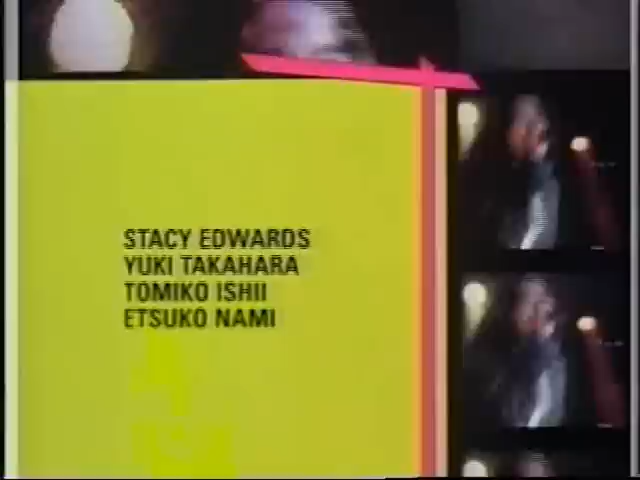 STACY EDWARDS
YUKI TAKAHARA
TOMIKO ISHII
ETSUKO NAMI